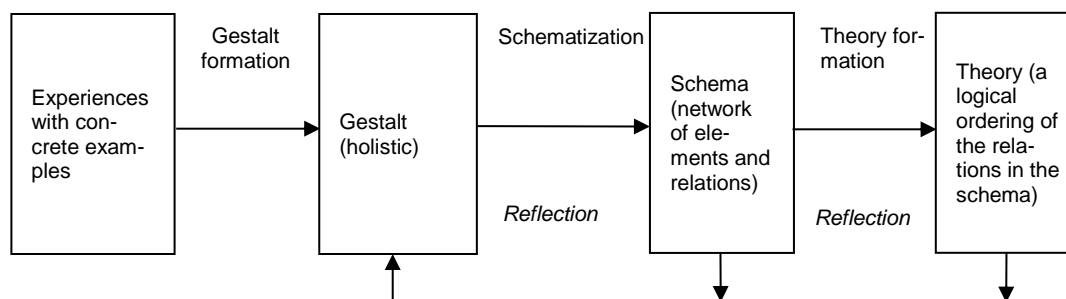 Experiences
with con-
crete exam-
ples
Gestalt
formation
Gestalt
(holistic)
Schematization
Reflection
Schema
(network
of ele-
ments and
relations)
Theory for-
mation
Reflection
Theory (a
logical
ordering of
the rela-
tions in the
schema)